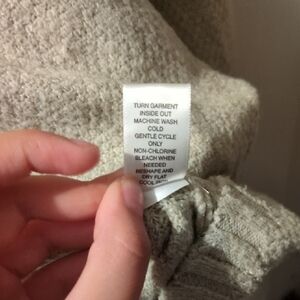 TURN GARMENT
INSIDE OUT
MACHINE WASH
COLD
GENTLE CYCLE
ONLY
NON-CHLORINE
BLEACH WHEN
NEEDED
RESHAPE AND
DRY FLAT
COOL